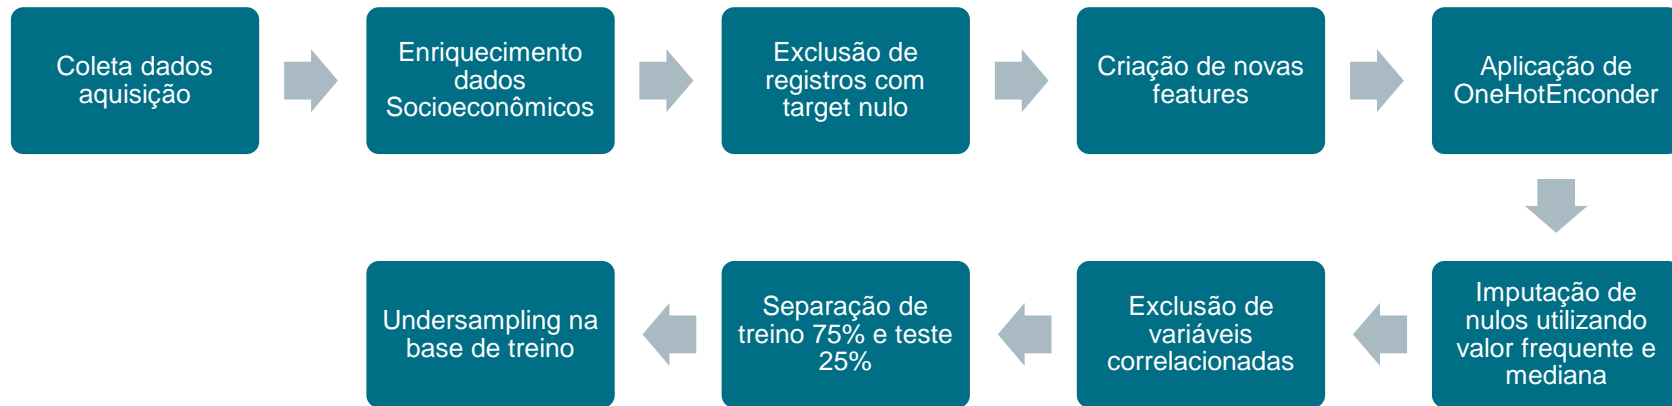 Coleta dados
aquisição
Enriquecimento
dados
Socioeconômicos
Exclusão de
registros com
target nulo
Criação de novas
features
Aplicação de
OneHotEnconder
Imputação de
nulos utilizando
valor frequente e
mediana
Exclusão de
variáveis
correlacionadas
Separação de
treino 75% e teste
25%
Undersampling na
base de treino